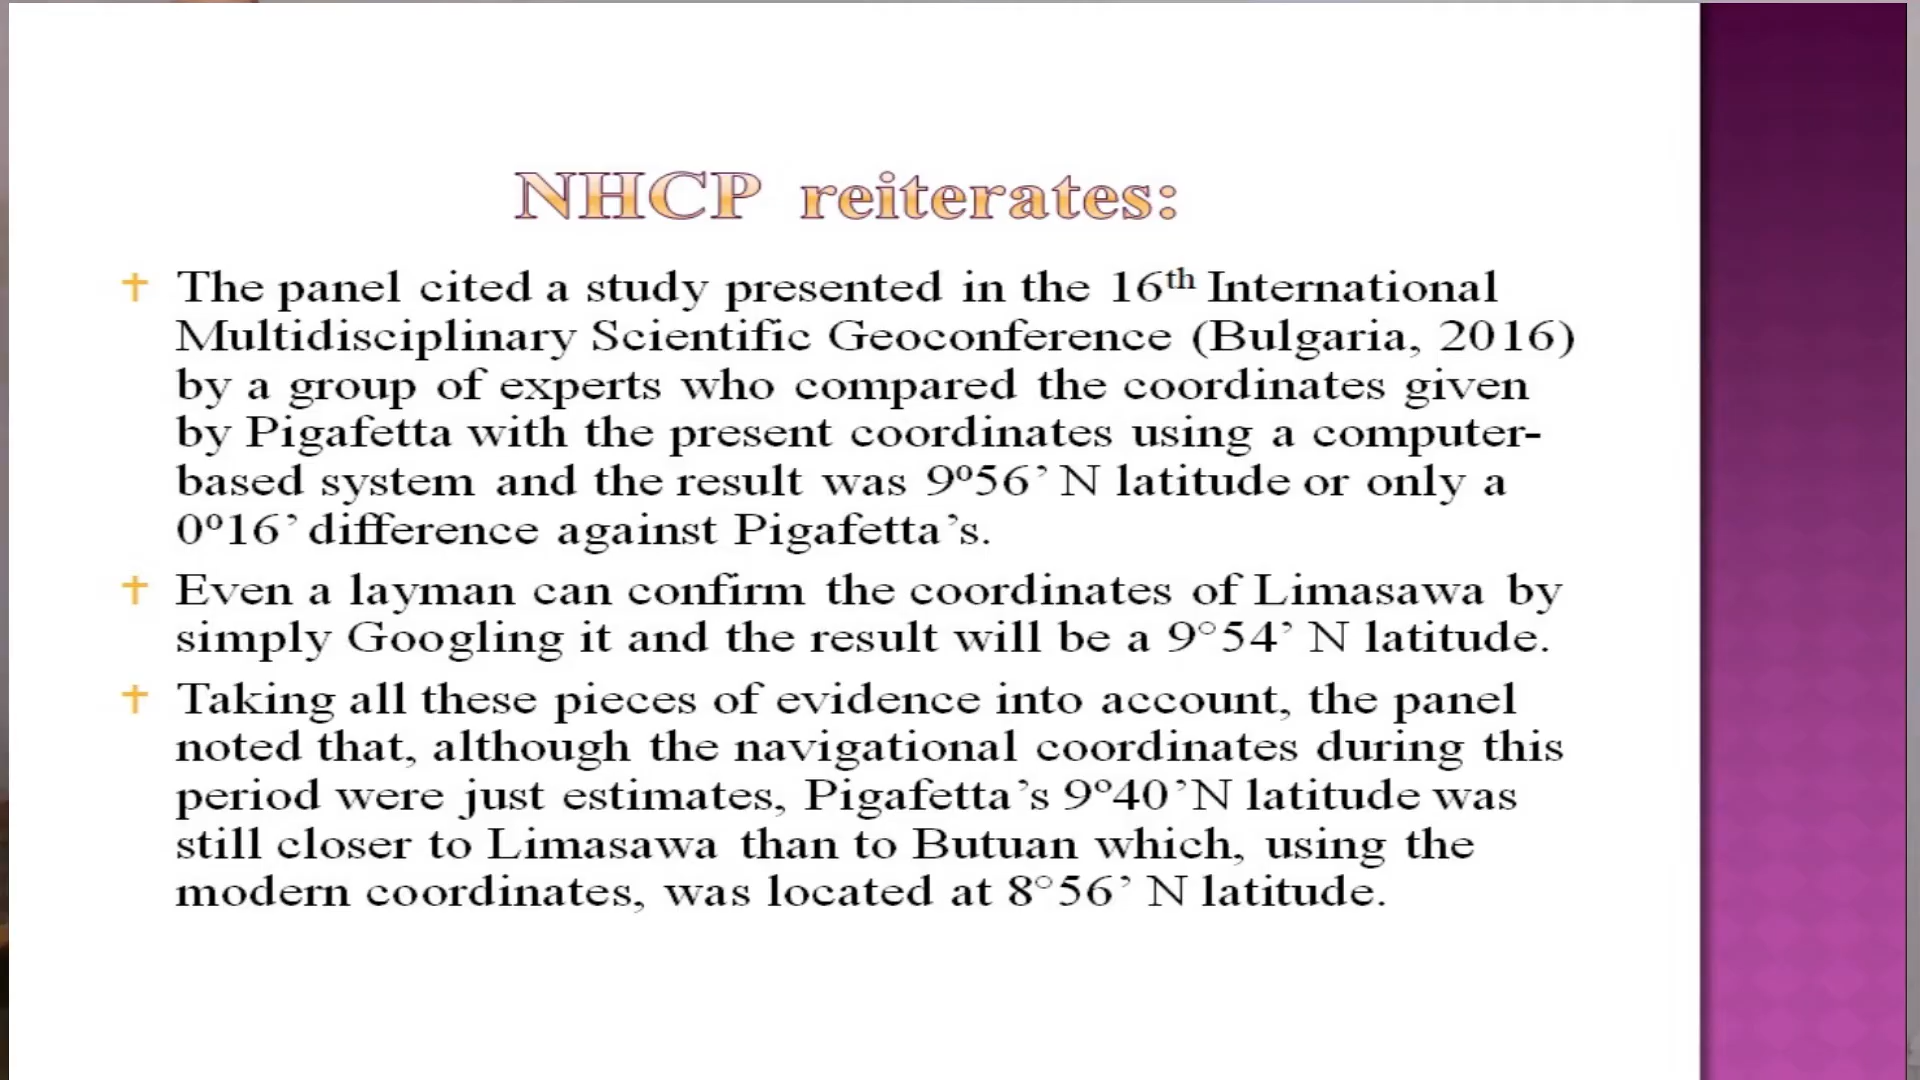 NHCP reiterates:
The panel cited a study presented in the 16th International
Multidisciplinary Scientific Geoconference (Bulgaria, 2016)
by a group of experts who compared the coordinates given
by Pigafetta with the present coordinates using a computer-
based system and the result was 9º56’ N latitude or only a
0º16’ difference against Pigafetta’s.
Even a layman can confirm the coordinates of Limasawa by
simply Googling it and the result will be a 9°54’ N latitude.
Taking all these pieces of evidence into account, the panel
noted that, although the navigational coordinates during this
period were just estimates, Pigafetta’s 9º40’N latitude was
still closer to Limasawa than to Butuan which, using the
modern coordinates, was located at 8°56’ N latitude.